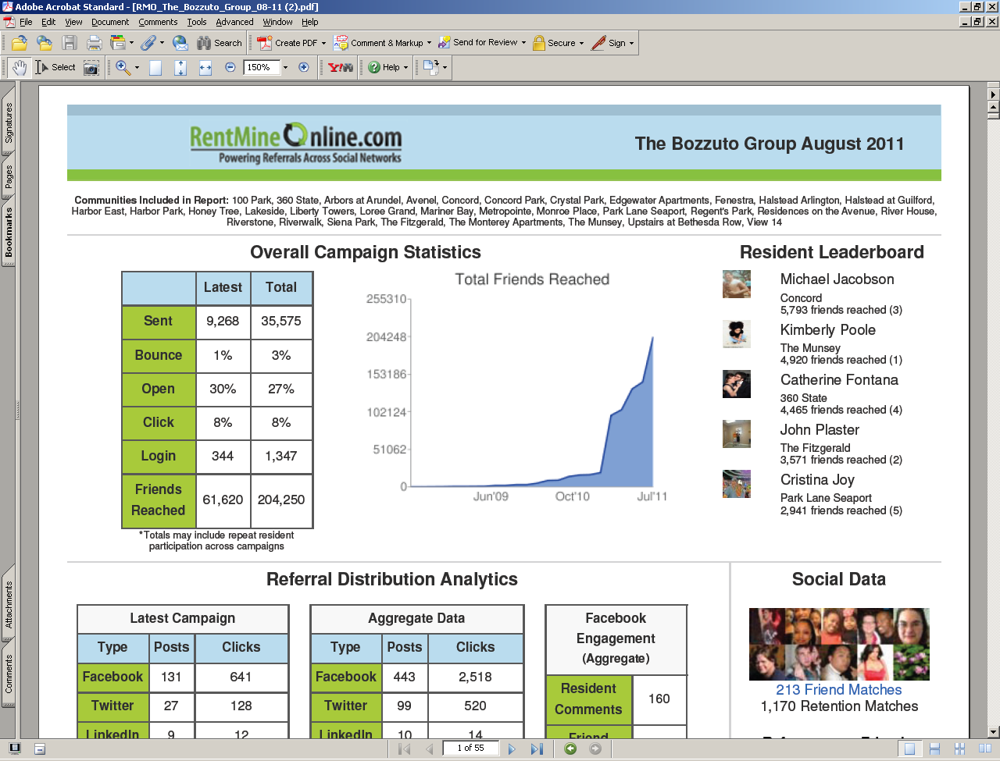 Adobe Acrobat Standard - [RMO_The_Bozzuto_Group_08-11 (2).pdf]
File Edit View Document Comments Tools Advanced Window Help
Search Create PDF Comment & Markup Send for Review Secure Sign
Select 150% Y! Help
Signatures
Pages
Bookmarks
Attachments
Comments
RentMineOnline.com
Powering Referrals Across Social Networks
The Bozzuto Group August 2011
Communities Included in Report: 100 Park, 360 State, Arbors at Arundel, Avenel, Concord, Concord Park, Crystal Park, Edgewater Apartments, Fenestra, Halstead Arlington, Halstead at Guilford,
Harbor East, Harbor Park, Honey Tree, Lakeside, Liberty Towers, Loree Grand, Mariner Bay, Metropointe, Monroe Place, Park Lane Seaport, Regent's Park, Residences on the Avenue, River House,
Riverstone, Riverwalk, Siena Park, The Fitzgerald, The Monterey Apartments, The Munsey, Upstairs at Bethesda Row, View 14
Overall Campaign Statistics
Latest Total
Sent 9,268 35,575
Bounce 1% 3%
Open 30% 27%
Click 8% 8%
Login 344 1,347
Friends
Reached 61,620 204,250
*Totals may include repeat resident
participation across campaigns
Total Friends Reached
255310
204248
153186
102124
51062
0
Jun'09 Oct'10 Jul'11
Resident Leaderboard
Michael Jacobson
Concord
5,793 friends reached (3)
Kimberly Poole
The Munsey
4,920 friends reached (1)
Catherine Fontana
360 State
4,465 friends reached (4)
John Plaster
The Fitzgerald
3,571 friends reached (2)
Cristina Joy
Park Lane Seaport
2,941 friends reached (5)
Referral Distribution Analytics
Latest Campaign
Type Posts Clicks
Facebook 131 641
Twitter 27 128
LinkedIn 9 12
Aggregate Data
Type Posts Clicks
Facebook 443 2,518
Twitter 99 520
LinkedIn 10 14
Facebook
Engagement
(Aggregate)
Resident
Comments 160
Friend
Social Data
213 Friend Matches
1,170 Retention Matches
1 of 55